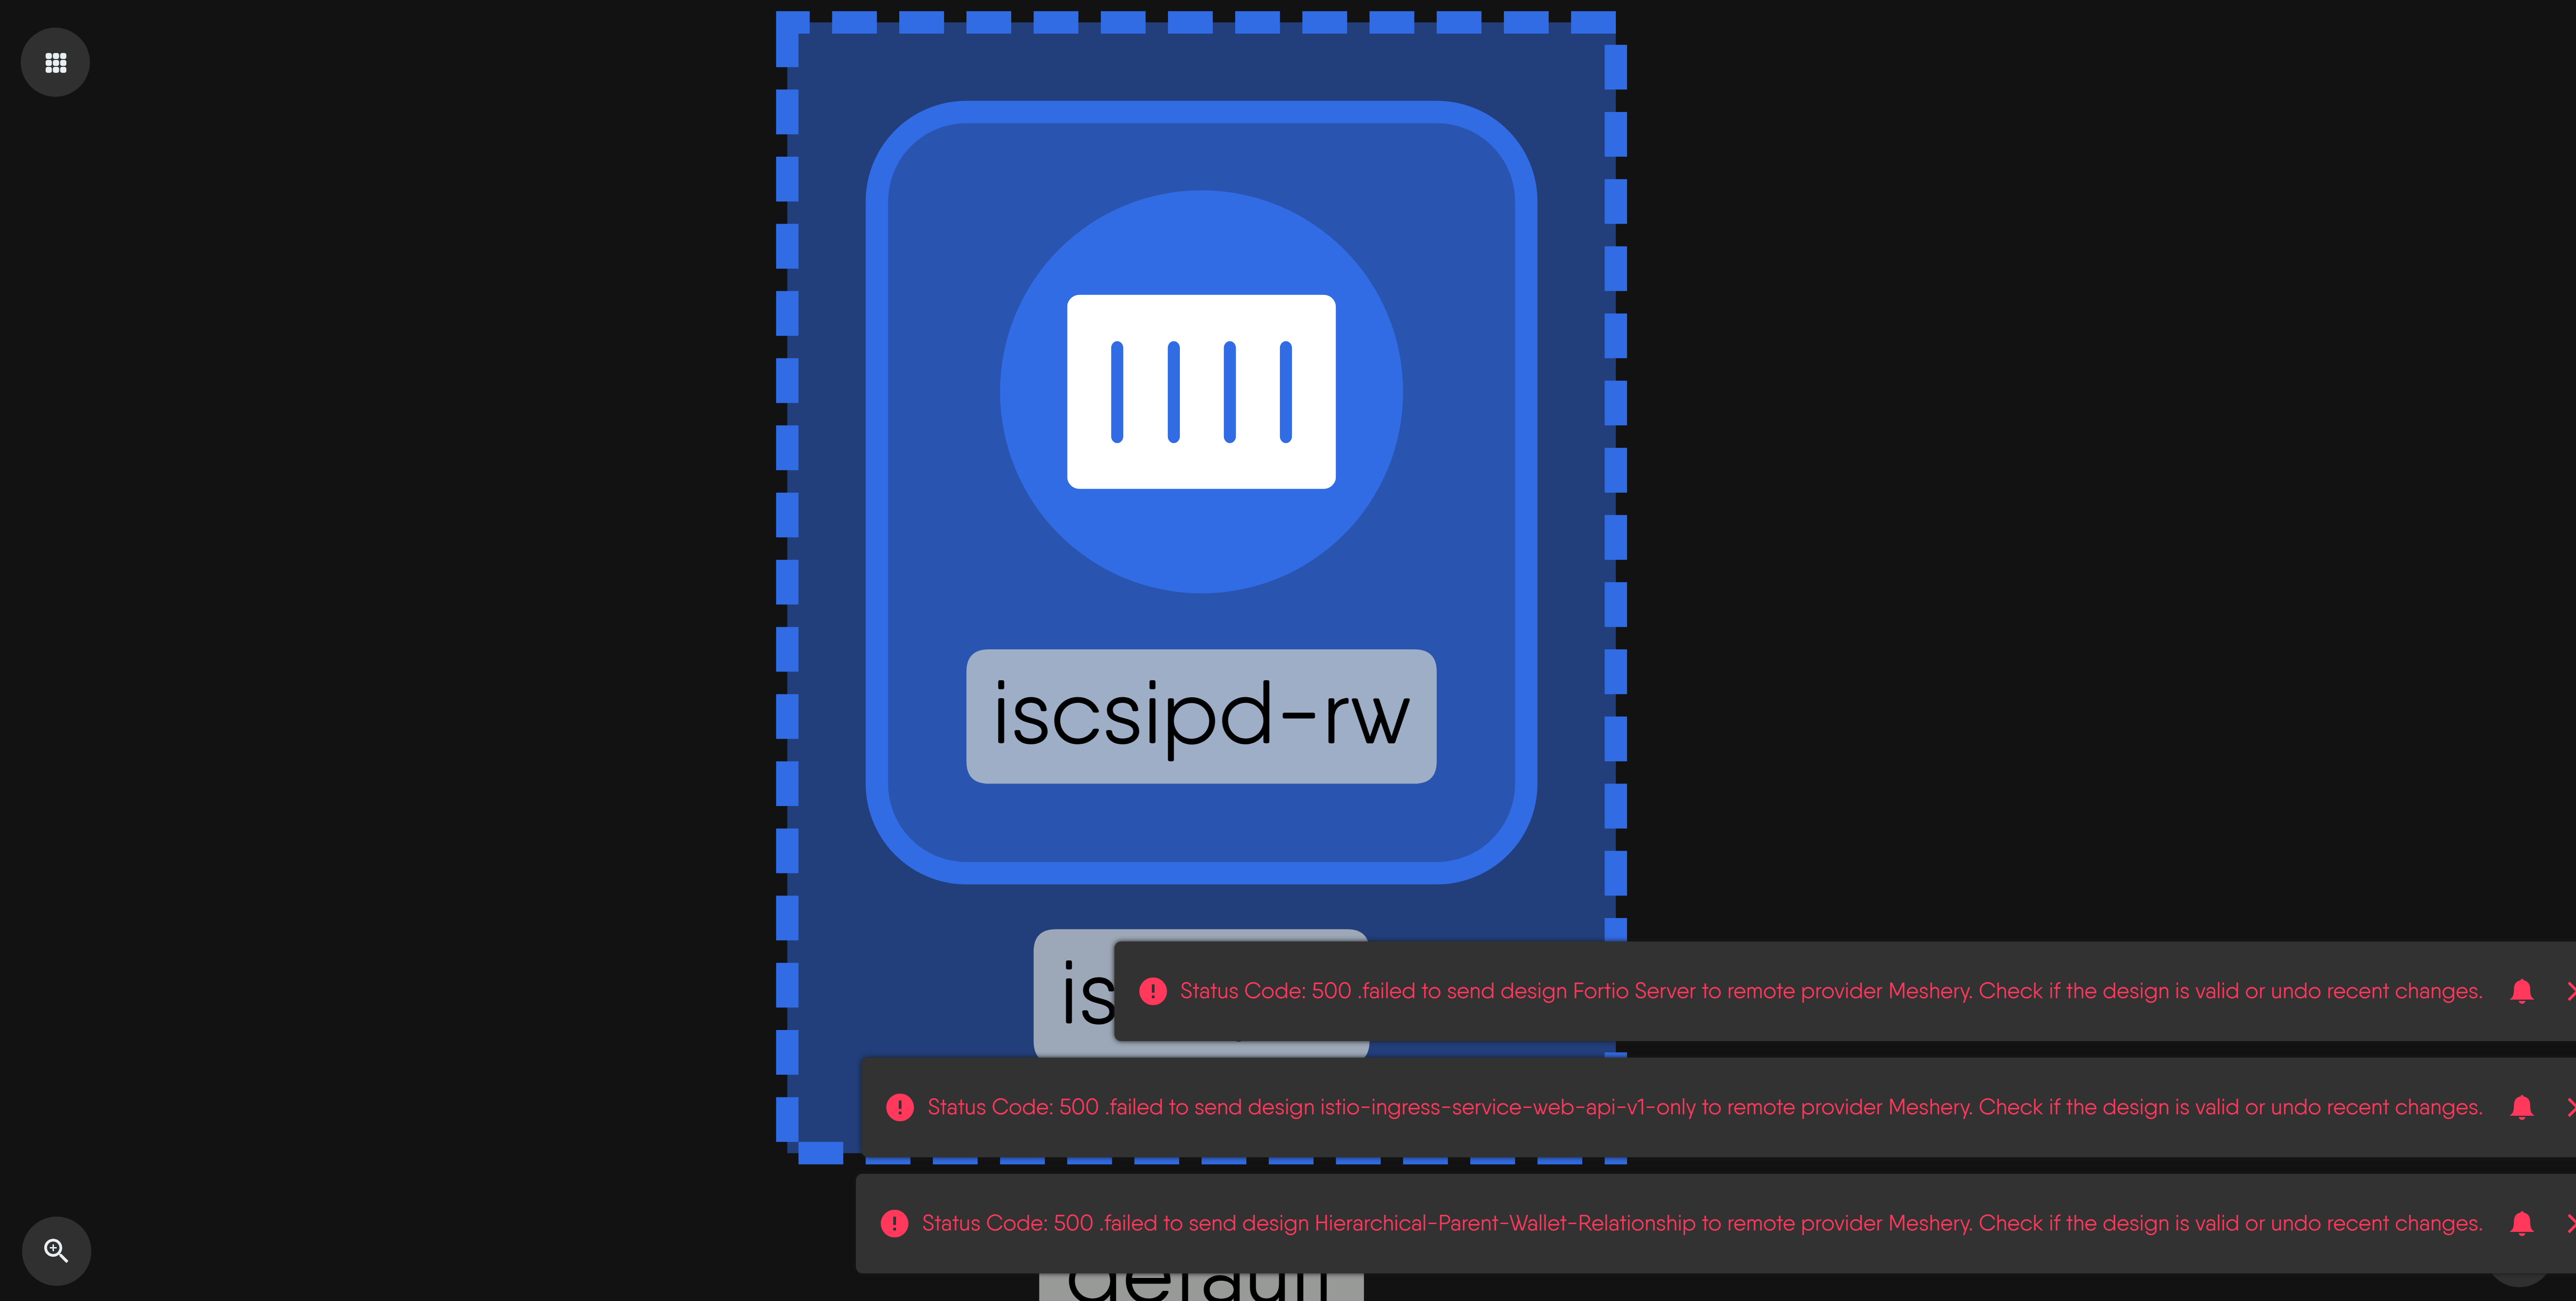 iscsipd-rw
is
Status Code: 500 .failed to send design Fortio Server to remote provider Meshery. Check if the design is valid or undo recent changes.
Status Code: 500 .failed to send design istio-ingress-service-web-api-v1-only to remote provider Meshery. Check if the design is valid or undo recent changes.
Status Code: 500 .failed to send design Hierarchical-Parent-Wallet-Relationship to remote provider Meshery. Check if the design is valid or undo recent changes.
default